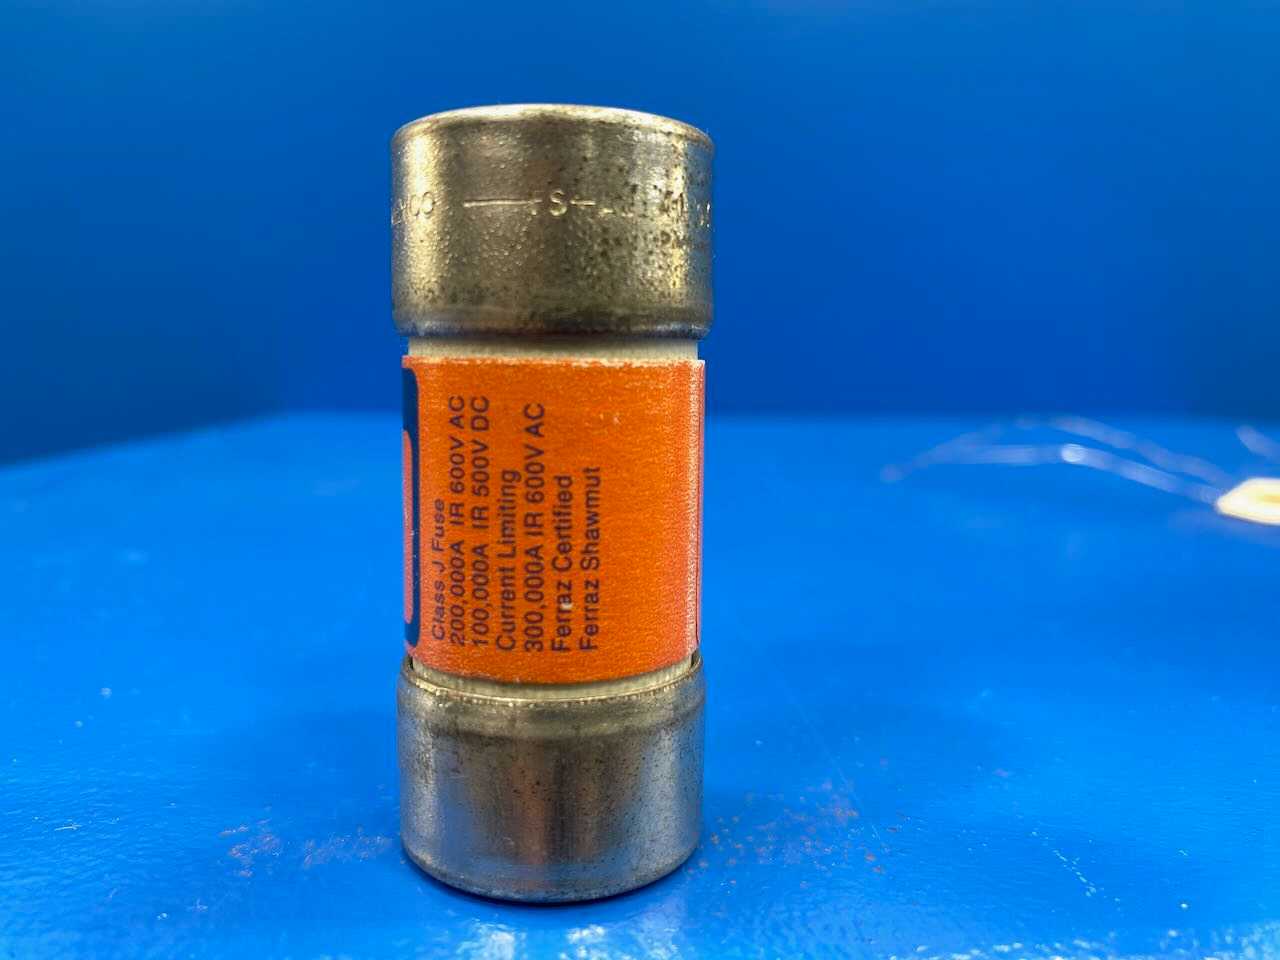 Class J Fuse
200,000A IR 600V AC
100,000A IR 500V DC
Current Limiting
300,000A IR 600V AC
Ferraz Certified
Ferraz Shawmut